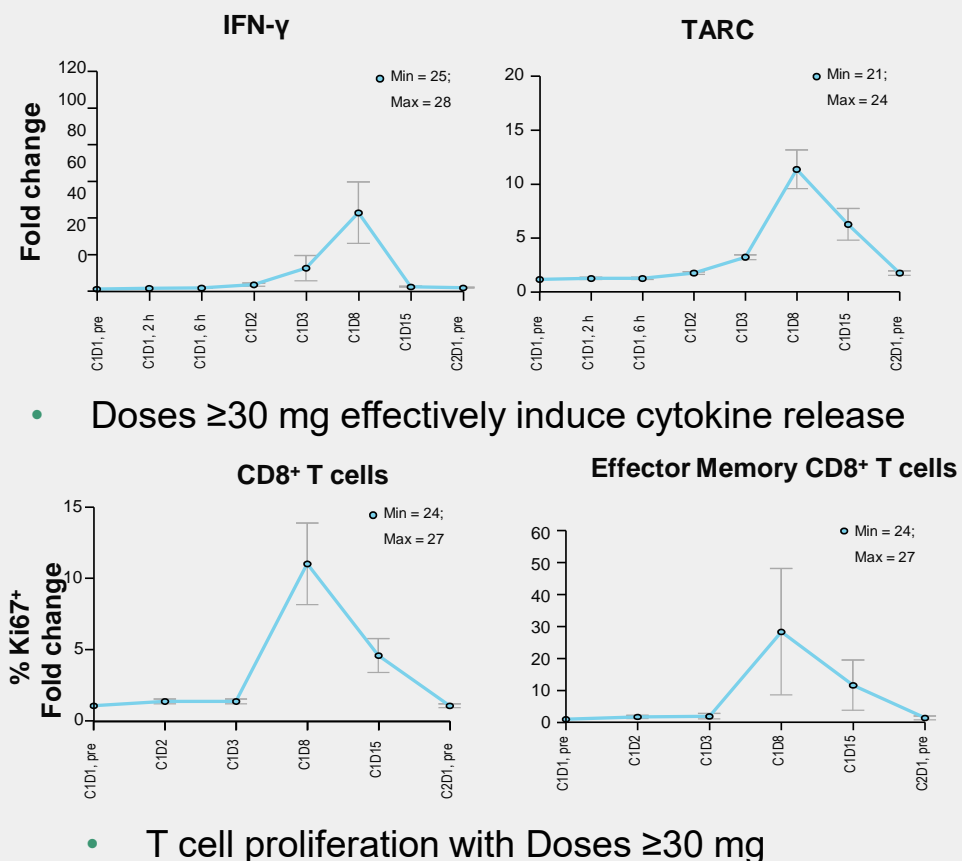 IFN-γ
Fold change
120
100
80
60
40
20
0
Min = 25;
Max = 28
C1D1, pre
C1D1, 2 h
C1D1, 6 h
C1D2
C1D3
C1D8
C1D15
C2D1, pre
TARC
20
15
10
5
0
Min = 21;
Max = 24
C1D1, pre
C1D1, 2 h
C1D1, 6 h
C1D2
C1D3
C1D8
C1D15
C2D1, pre
• Doses ≥30 mg effectively induce cytokine release
CD8⁺ T cells
% Ki67⁺
Fold change
15
10
5
0
Min = 24;
Max = 27
C1D1, pre
C1D2
C1D3
C1D8
C1D15
C2D1, pre
Effector Memory CD8⁺ T cells
60
50
40
30
20
10
0
Min = 24;
Max = 27
C1D1, pre
C1D2
C1D3
C1D8
C1D15
C2D1, pre
• T cell proliferation with Doses ≥30 mg